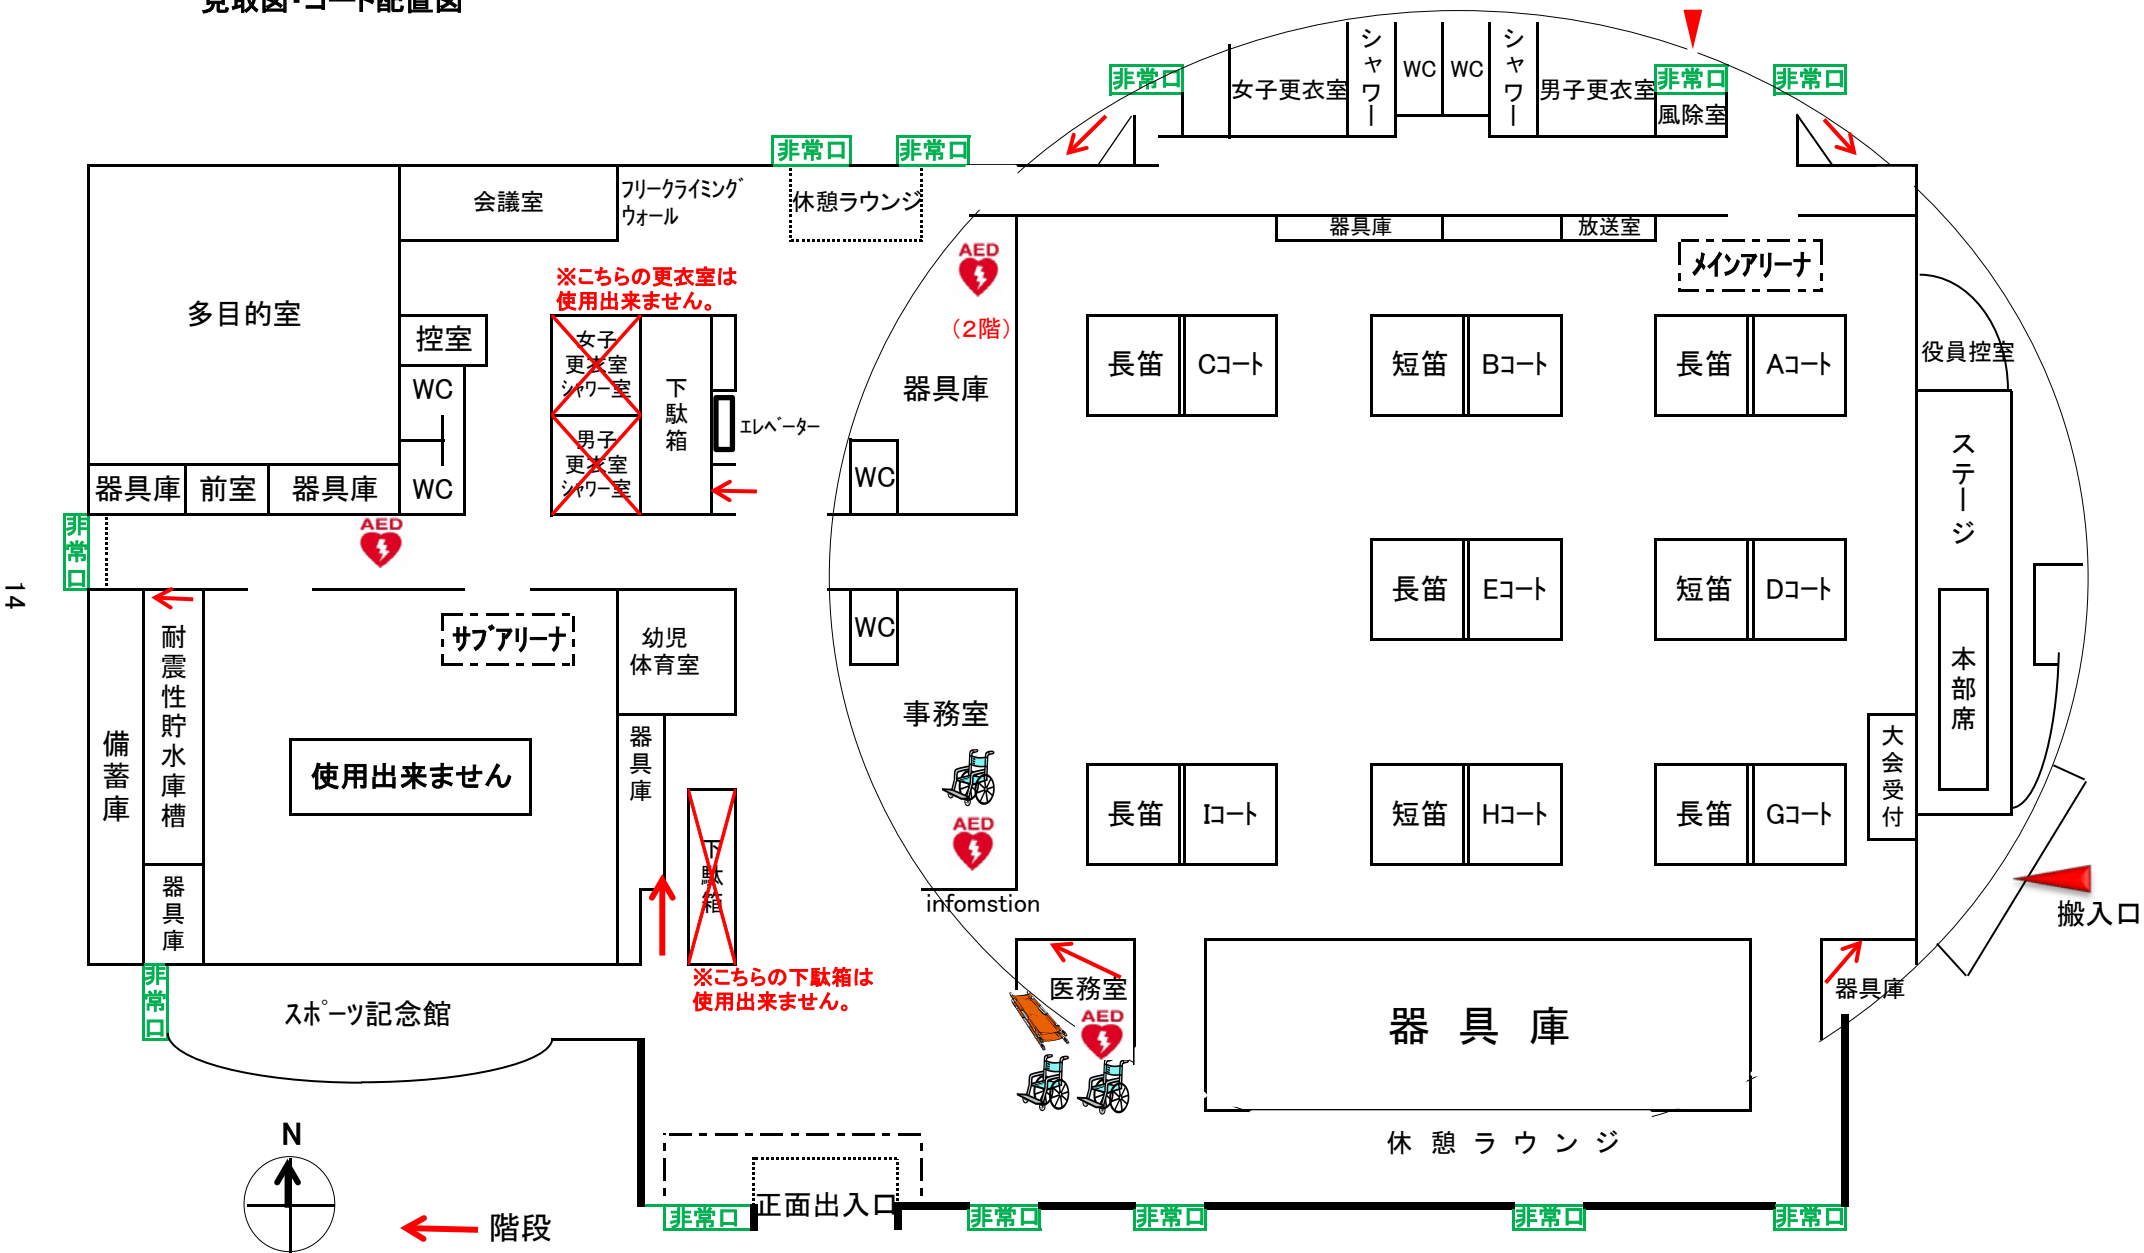 見取図・コート配置図
非常口
女子更衣室
シャワー
WC
WC
シャワー
男子更衣室
非常口
風除室
非常口
非常口
非常口
会議室
フリークライミング
ウォール
休憩ラウンジ
多目的室
器具庫
放送室
メインアリーナ
AED
(2階)
※こちらの更衣室は
使用出来ません。
控室
女子
更衣室
シャワー室
下駄箱
エレベーター
器具庫
長笛 Cコート
短笛 Bコート
長笛 Aコート
役員控室
WC
男子
更衣室
シャワー室
WC
ステージ
器具庫
前室
器具庫
WC
非常口
AED
14
長笛 Eコート
短笛 Dコート
耐震性貯水庫槽
サブアリーナ
幼児
体育室
WC
本部席
備蓄庫
使用出来ません
器具庫
事務室
AED
長笛 Iコート
短笛 Hコート
長笛 Gコート
大会受付
下駄箱
器具庫
infomstion
搬入口
非常口
スポーツ記念館
※こちらの下駄箱は
使用出来ません。
医務室
AED
器具庫
器具庫
N
休憩ラウンジ
階段
非常口
正面出入口
非常口
非常口
非常口
非常口